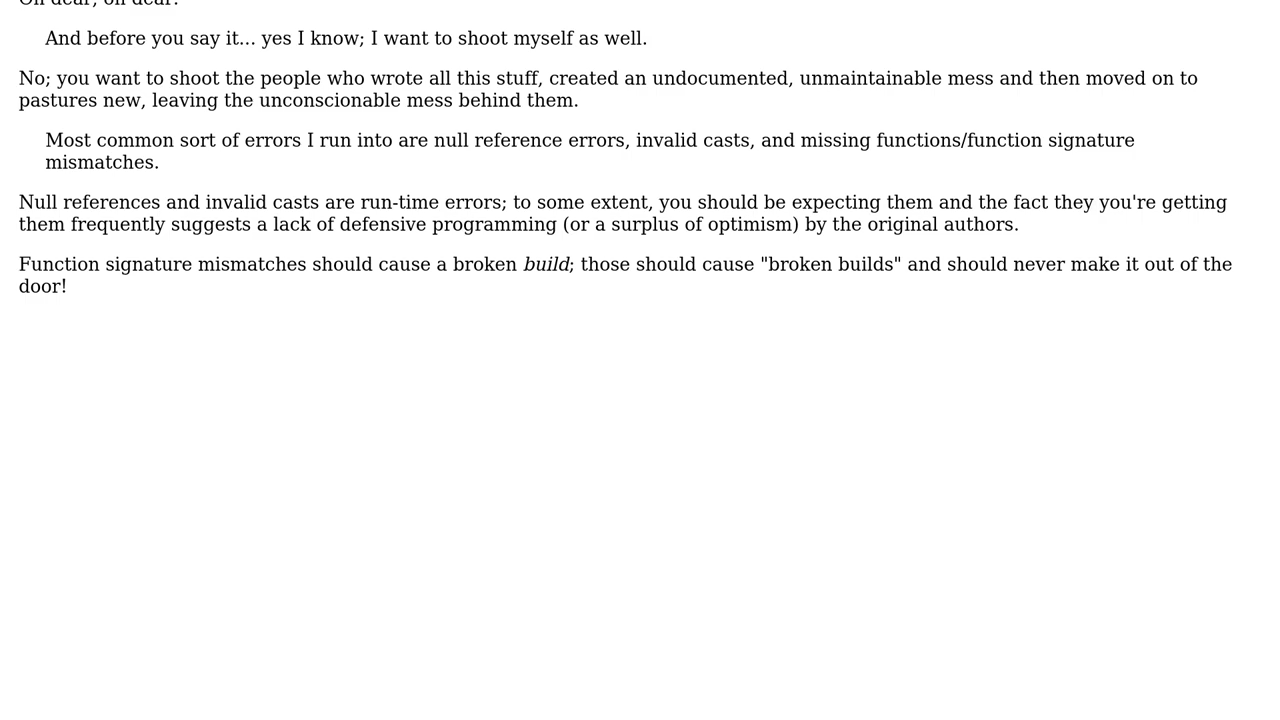 Oh dear, oh dear.
And before you say it... yes I know; I want to shoot myself as well.
No; you want to shoot the people who wrote all this stuff, created an undocumented, unmaintainable mess and then moved on to
pastures new, leaving the unconscionable mess behind them.
Most common sort of errors I run into are null reference errors, invalid casts, and missing functions/function signature
mismatches.
Null references and invalid casts are run-time errors; to some extent, you should be expecting them and the fact they you're getting
them frequently suggests a lack of defensive programming (or a surplus of optimism) by the original authors.
Function signature mismatches should cause a broken build; those should cause "broken builds" and should never make it out of the
door!